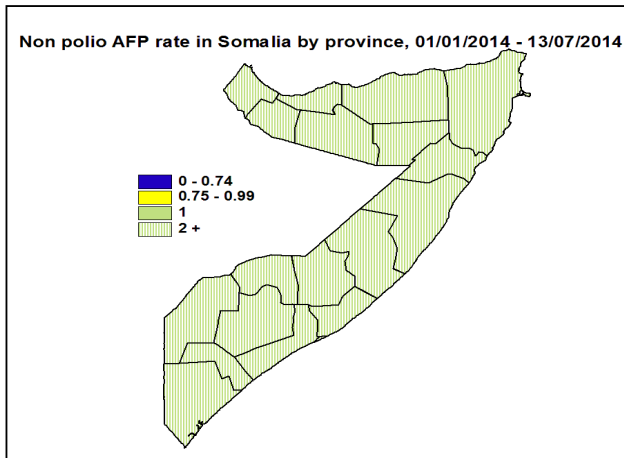 Non polio AFP rate in Somalia by province, 01/01/2014 - 13/07/2014
0 - 0.74
0.75 - 0.99
1
2 +